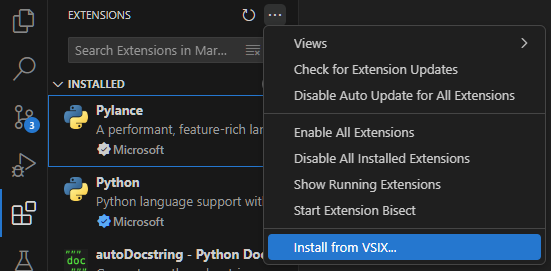 EXTENSIONS
Search Extensions in Mar...
INSTALLED
Pylance
A performant, feature-rich lan
Microsoft
Python
Python language support with
Microsoft
"""
doc
"""
autoDocstring - Python Doc
3
Views
Check for Extension Updates
Disable Auto Update for All Extensions
Enable All Extensions
Disable All Installed Extensions
Show Running Extensions
Start Extension Bisect
Install from VSIX...